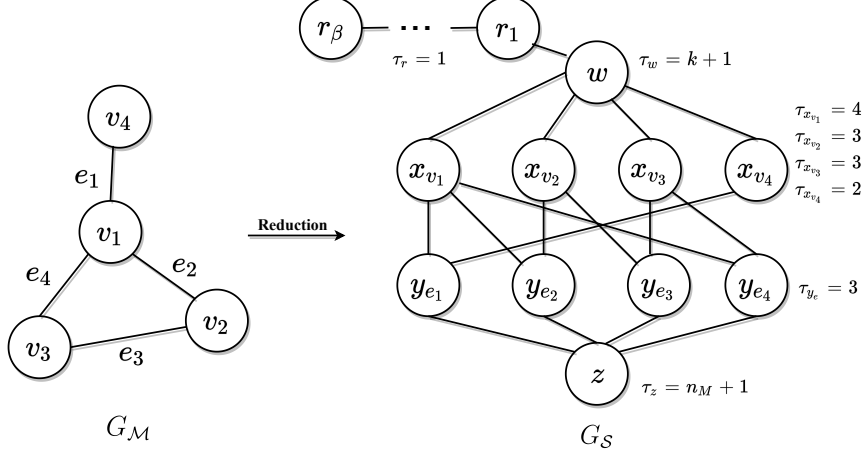 r_β ... r_1
τ_r = 1
w
τ_w = k + 1
v_4
τ_{x_{v_1}} = 4
τ_{x_{v_2}} = 3
τ_{x_{v_3}} = 3
τ_{x_{v_4}} = 2
e_1
x_{v_1} x_{v_2} x_{v_3} x_{v_4}
v_1
Reduction
e_4 e_2
y_{e_1} y_{e_2} y_{e_3} y_{e_4}
τ_{y_e} = 3
v_3 e_3 v_2
z
τ_z = n_M + 1
G_ℳ
G_𝒮